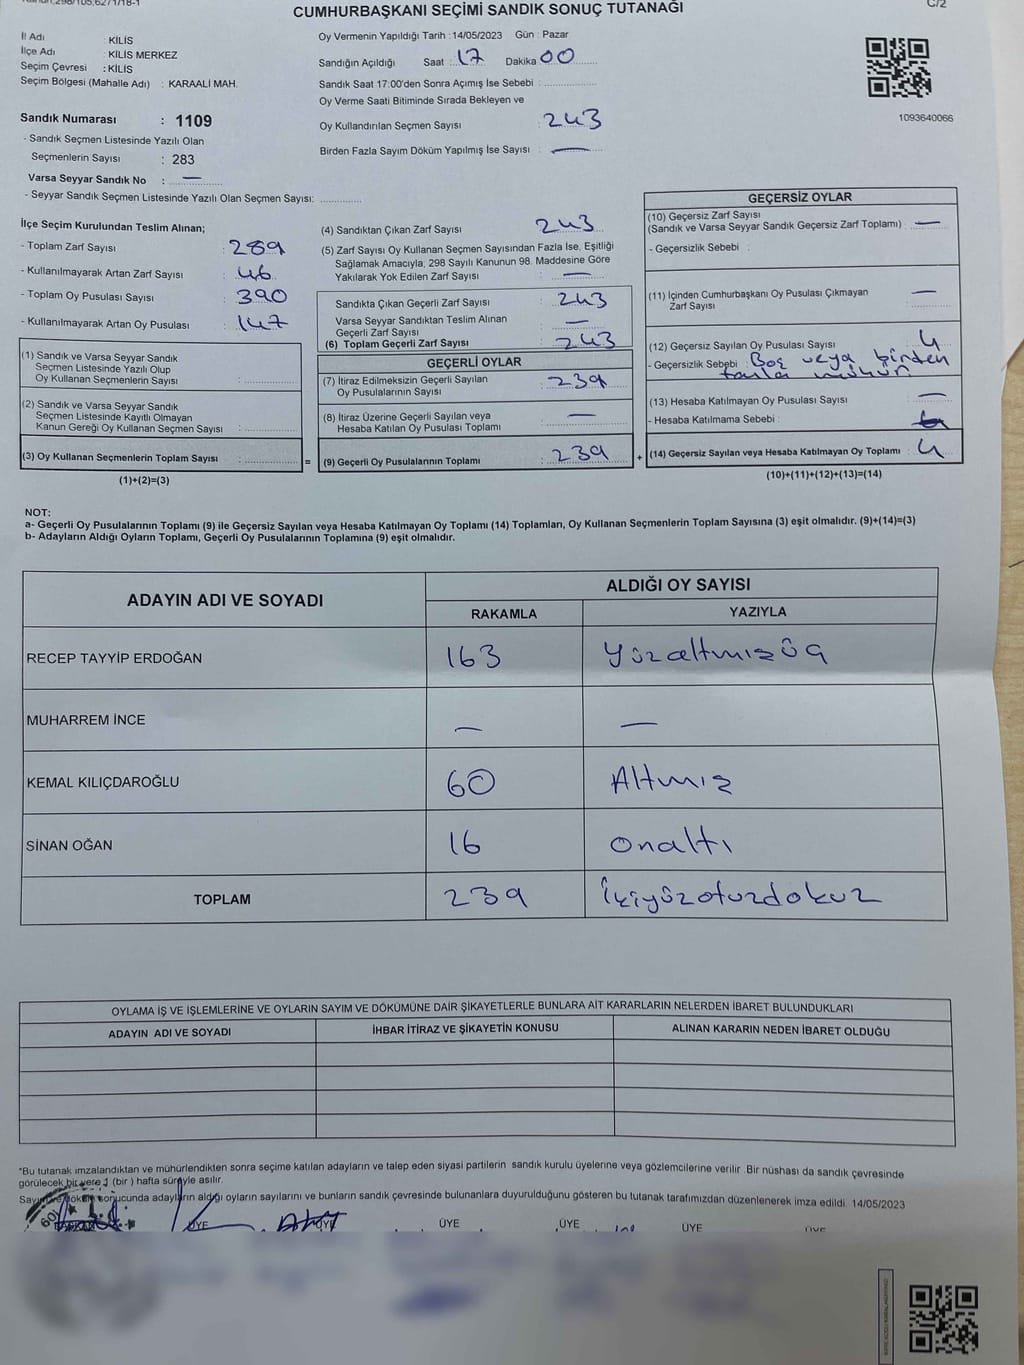 CUMHURBAŞKANI SEÇİMİ SANDIK SONUÇ TUTANAĞI
C/2
İl Adı : KİLİS
İlçe Adı : KİLİS MERKEZ
Seçim Çevresi : KİLİS
Seçim Bölgesi (Mahalle Adı) : KARAALİ MAH.
Sandık Numarası : 1109
- Sandık Seçmen Listesinde Yazılı Olan
Seçmenlerin Sayısı : 283
Varsa Seyyar Sandık No : —
- Seyyar Sandık Seçmen Listesinde Yazılı Olan Seçmen Sayısı: ..............
Oy Vermenin Yapıldığı Tarih : 14/05/2023 Gün : Pazar
Sandığın Açıldığı Saat : 17 Dakika 00
Sandık Saat 17:00'den Sonra Açımış İse Sebebi : ..................
Oy Verme Saati Bitiminde Sırada Bekleyen ve
Oy Kullandırılan Seçmen Sayısı : 243
Birden Fazla Sayım Döküm Yapılmış İse Sayısı : —
1093640066
İlçe Seçim Kurulundan Teslim Alınan;
- Toplam Zarf Sayısı : 289
- Kullanılmayarak Artan Zarf Sayısı : 46
- Toplam Oy Pusulası Sayısı : 390
- Kullanılmayarak Artan Oy Pusulası : 147
(1) Sandık ve Varsa Seyyar Sandık
Seçmen Listesinde Yazılı Olup
Oy Kullanan Seçmenlerin Sayısı : ..............
(2) Sandık ve Varsa Seyyar Sandık
Seçmen Listesinde Kayıtlı Olmayan
Kanun Gereği Oy Kullanan Seçmen Sayısı : ..............
(3) Oy Kullanan Seçmenlerin Toplam Sayısı : ..............
(1)+(2)=(3)
(4) Sandıktan Çıkan Zarf Sayısı : 243
(5) Zarf Sayısı Oy Kullanan Seçmen Sayısından Fazla İse, Eşitliği
Sağlamak Amacıyla, 298 Sayılı Kanunun 98. Maddesine Göre
Yakılarak Yok Edilen Zarf Sayısı : —
Sandıkta Çıkan Geçerli Zarf Sayısı : 243
Varsa Seyyar Sandıktan Teslim Alınan
Geçerli Zarf Sayısı : —
(6) Toplam Geçerli Zarf Sayısı : 243
GEÇERLİ OYLAR
(7) İtiraz Edilmeksizin Geçerli Sayılan
Oy Pusulalarının Sayısı : 239
(8) İtiraz Üzerine Geçerli Sayılan veya
Hesaba Katılan Oy Pusulası Toplamı : —
= (9) Geçerli Oy Pusulalarının Toplamı : 239
GEÇERSİZ OYLAR
(10) Geçersiz Zarf Sayısı
(Sandık ve Varsa Seyyar Sandık Geçersiz Zarf Toplamı) : —
- Geçersizlik Sebebi :
(11) İçinden Cumhurbaşkanı Oy Pusulası Çıkmayan
Zarf Sayısı : —
(12) Geçersiz Sayılan Oy Pusulası Sayısı : 4
- Geçersizlik Sebebi : Boş veya birden
fazla mühür.
(13) Hesaba Katılmayan Oy Pusulası Sayısı : —
- Hesaba Katılmama Sebebi :
+ (14) Geçersiz Sayılan veya Hesaba Katılmayan Oy Toplamı : 4
(10)+(11)+(12)+(13)=(14)
NOT:
a- Geçerli Oy Pusulalarının Toplamı (9) ile Geçersiz Sayılan veya Hesaba Katılmayan Oy Toplamı (14) Toplamları, Oy Kullanan Seçmenlerin Toplam Sayısına (3) eşit olmalıdır. (9)+(14)=(3)
b- Adayların Aldığı Oyların Toplamı, Geçerli Oy Pusulalarının Toplamına (9) eşit olmalıdır.
ADAYIN ADI VE SOYADI ALDIĞI OY SAYISI
RAKAMLA YAZIYLA
RECEP TAYYİP ERDOĞAN 163 Yüzaltmışüç
MUHARREM İNCE — —
KEMAL KILIÇDAROĞLU 60 Altmış
SİNAN OĞAN 16 Onaltı
TOPLAM 239 İkiyüzotuzdokuz
OYLAMA İŞ VE İŞLEMLERİNE VE OYLARIN SAYIM VE DÖKÜMÜNE DAİR ŞİKAYETLERLE BUNLARA AİT KARARLARIN NELERDEN İBARET BULUNDUKLARI
ADAYIN ADI VE SOYADI İHBAR İTİRAZ VE ŞİKAYETİN KONUSU ALINAN KARARIN NEDEN İBARET OLDUĞU
*Bu tutanak imzalandıktan ve mühürlendikten sonra seçime katılan adayların ve talep eden siyasi partilerin sandık kurulu üyelerine veya gözlemcilerine verilir .Bir nüshası da sandık çevresinde
görülecek bir yere 1 (bir ) hafta süreyle asılır.
Sayım ve döküm sonucunda adayların aldığı oyların sayılarını ve bunların sandık çevresinde bulunanlara duyurulduğunu gösteren bu tutanak tarafımızdan düzenlenerek imza edildi. 14/05/2023
BAŞKAN ÜYE ÜYE ÜYE ÜYE ÜYE ÜYE